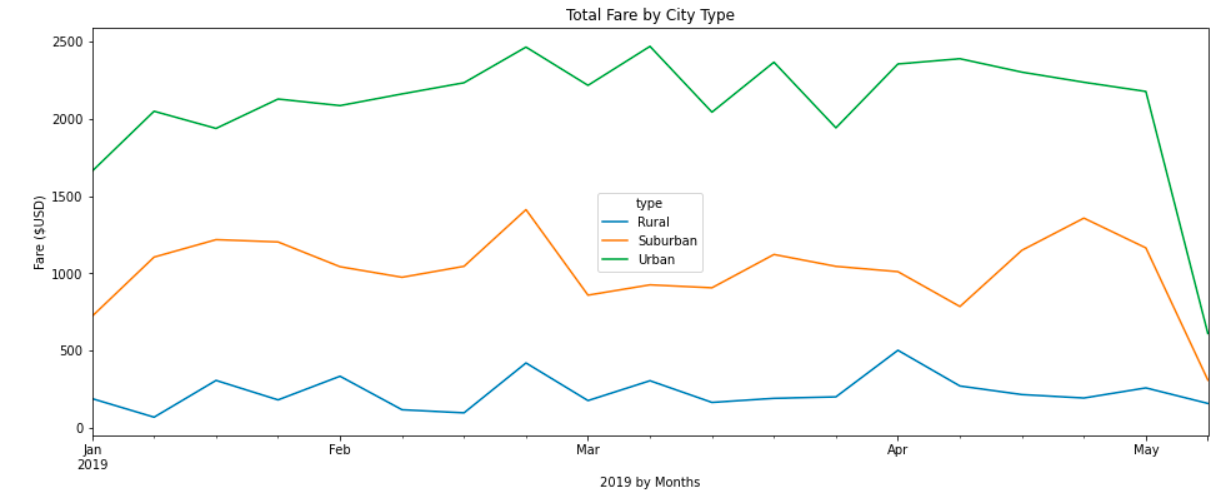 Total Fare by City Type
Fare ($USD)
2500
2000
1500
1000
500
0
type
Rural
Suburban
Urban
Jan Feb Mar Apr May
2019
2019 by Months